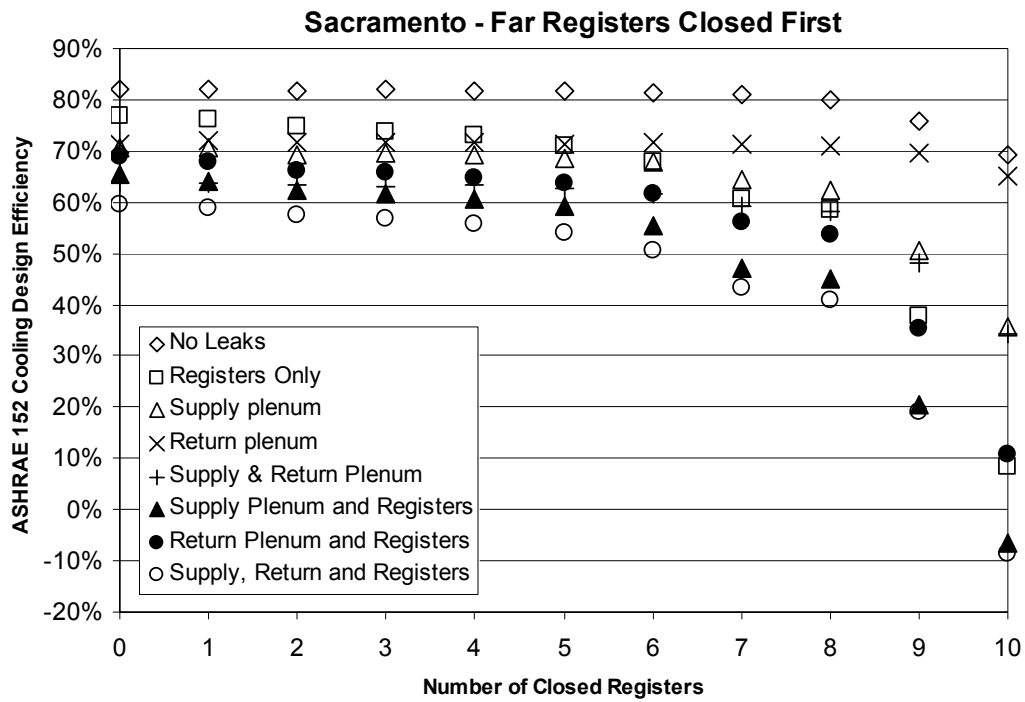 Sacramento - Far Registers Closed First
ASHRAE 152 Cooling Design Efficiency
90%
80%
70%
60%
50%
40%
30%
20%
10%
0%
-10%
-20%
No Leaks
Registers Only
Supply plenum
Return plenum
Supply & Return Plenum
Supply Plenum and Registers
Return Plenum and Registers
Supply, Return and Registers
0 1 2 3 4 5 6 7 8 9 10
Number of Closed Registers